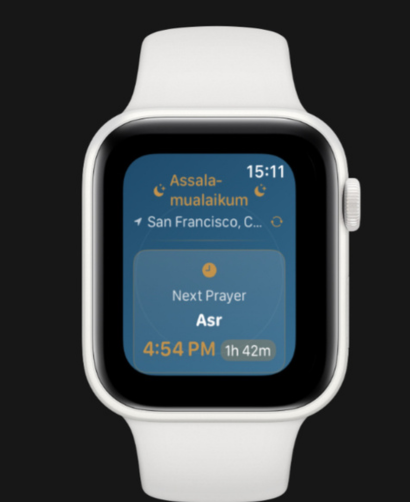 15:11
Assala-
mualaikum
San Francisco, C...
Next Prayer
Asr
4:54 PM 1h 42m